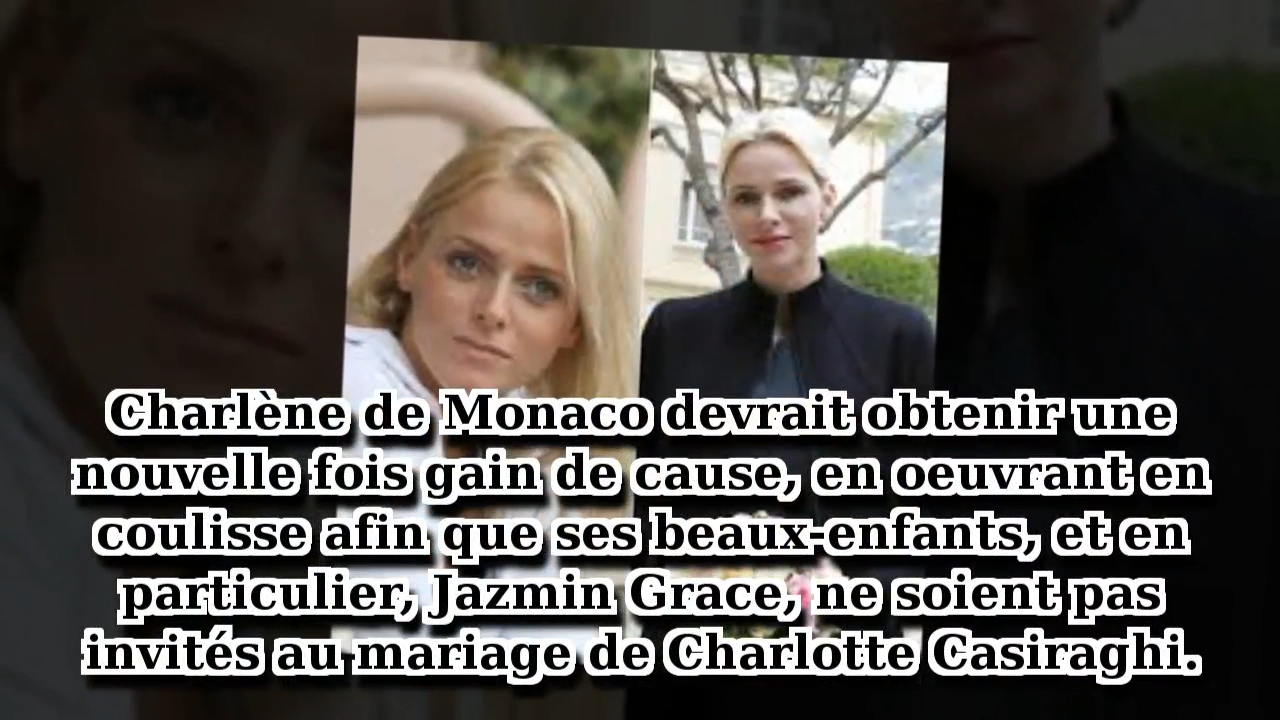 Charlène de Monaco devrait obtenir une
nouvelle fois gain de cause, en oeuvrant en
coulisse afin que ses beaux-enfants, et en
particulier, Jazmin Grace, ne soient pas
invités au mariage de Charlotte Casiraghi.